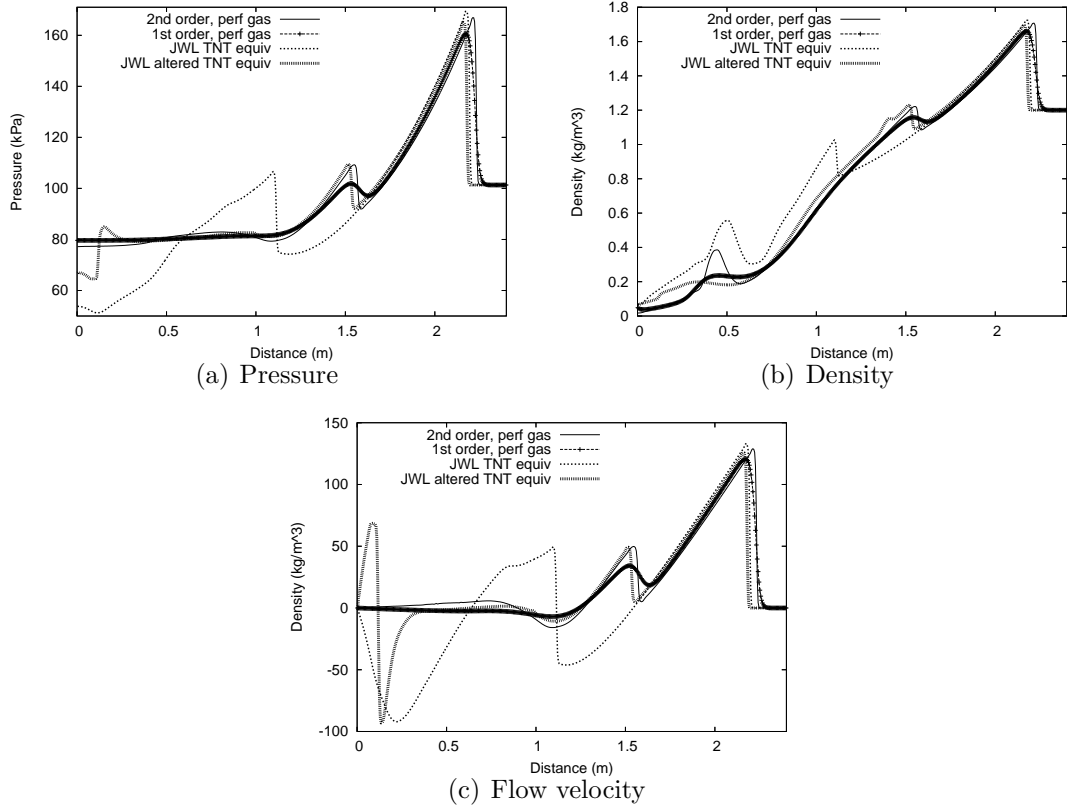 2nd order, perf gas
1st order, perf gas
JWL TNT equiv
JWL altered TNT equiv
160
140
120
100
80
60
Pressure (kPa)
0
0.5
1
1.5
2
Distance (m)
(a) Pressure
2nd order, perf gas
1st order, perf gas
JWL TNT equiv
JWL altered TNT equiv
1.8
1.6
1.4
1.2
1
0.8
0.6
0.4
0.2
0
Density (kg/m^3)
0
0.5
1
1.5
2
Distance (m)
(b) Density
2nd order, perf gas
1st order, perf gas
JWL TNT equiv
JWL altered TNT equiv
150
100
50
0
-50
-100
Density (kg/m^3)
0
0.5
1
1.5
2
Distance (m)
(c) Flow velocity